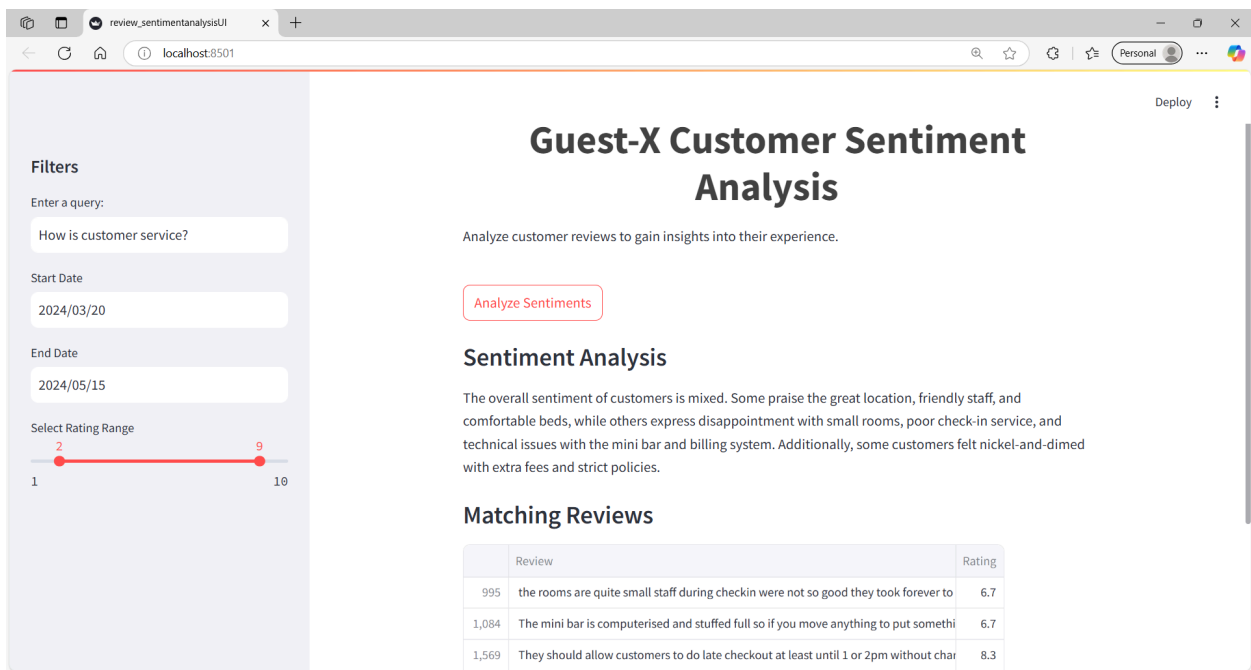 review_sentimentanalysisUI
localhost:8501
Personal
Deploy
Filters
Enter a query:
How is customer service?
Start Date
2024/03/20
End Date
2024/05/15
Select Rating Range
2 9
1 10
Guest-X Customer Sentiment
Analysis
Analyze customer reviews to gain insights into their experience.
Analyze Sentiments
Sentiment Analysis
The overall sentiment of customers is mixed. Some praise the great location, friendly staff, and
comfortable beds, while others express disappointment with small rooms, poor check-in service, and
technical issues with the mini bar and billing system. Additionally, some customers felt nickel-and-dimed
with extra fees and strict policies.
Matching Reviews
Review Rating
995 the rooms are quite small staff during checkin were not so good they took forever to 6.7
1,084 The mini bar is computerised and stuffed full so if you move anything to put somethi 6.7
1,569 They should allow customers to do late checkout at least until 1 or 2pm without char 8.3